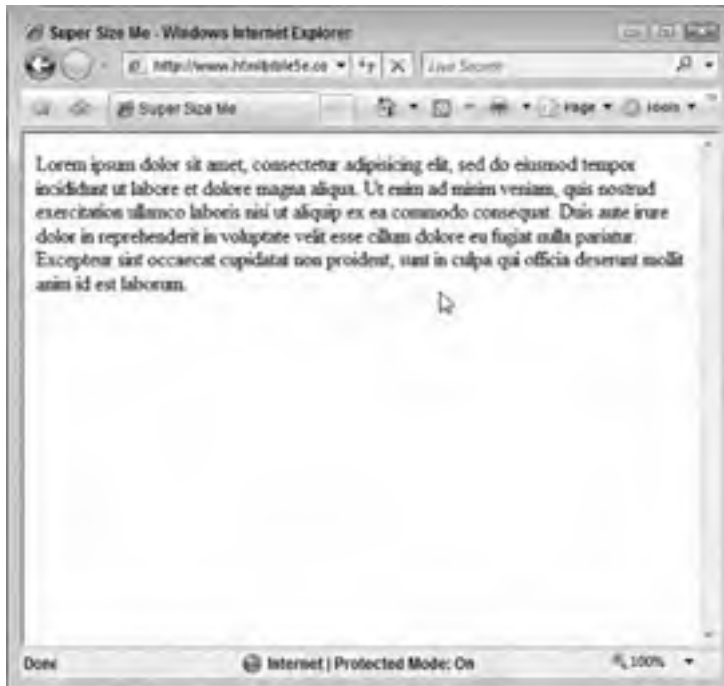 Super Size Me - Windows Internet Explorer
http://www.htmlbible5e.co
Live Search
Super Size Me
Page
Tools
Lorem ipsum dolor sit amet, consectetur adipisicing elit, sed do eiusmod tempor
incididunt ut labore et dolore magna aliqua. Ut enim ad minim veniam, quis nostrud
exercitation ullamco laboris nisi ut aliquip ex ea commodo consequat. Duis aute irure
dolor in reprehenderit in voluptate velit esse cillum dolore eu fugiat nulla pariatur.
Excepteur sint occaecat cupidatat non proident, sunt in culpa qui officia deserunt mollit
anim id est laborum.
Done
Internet | Protected Mode: On
100%